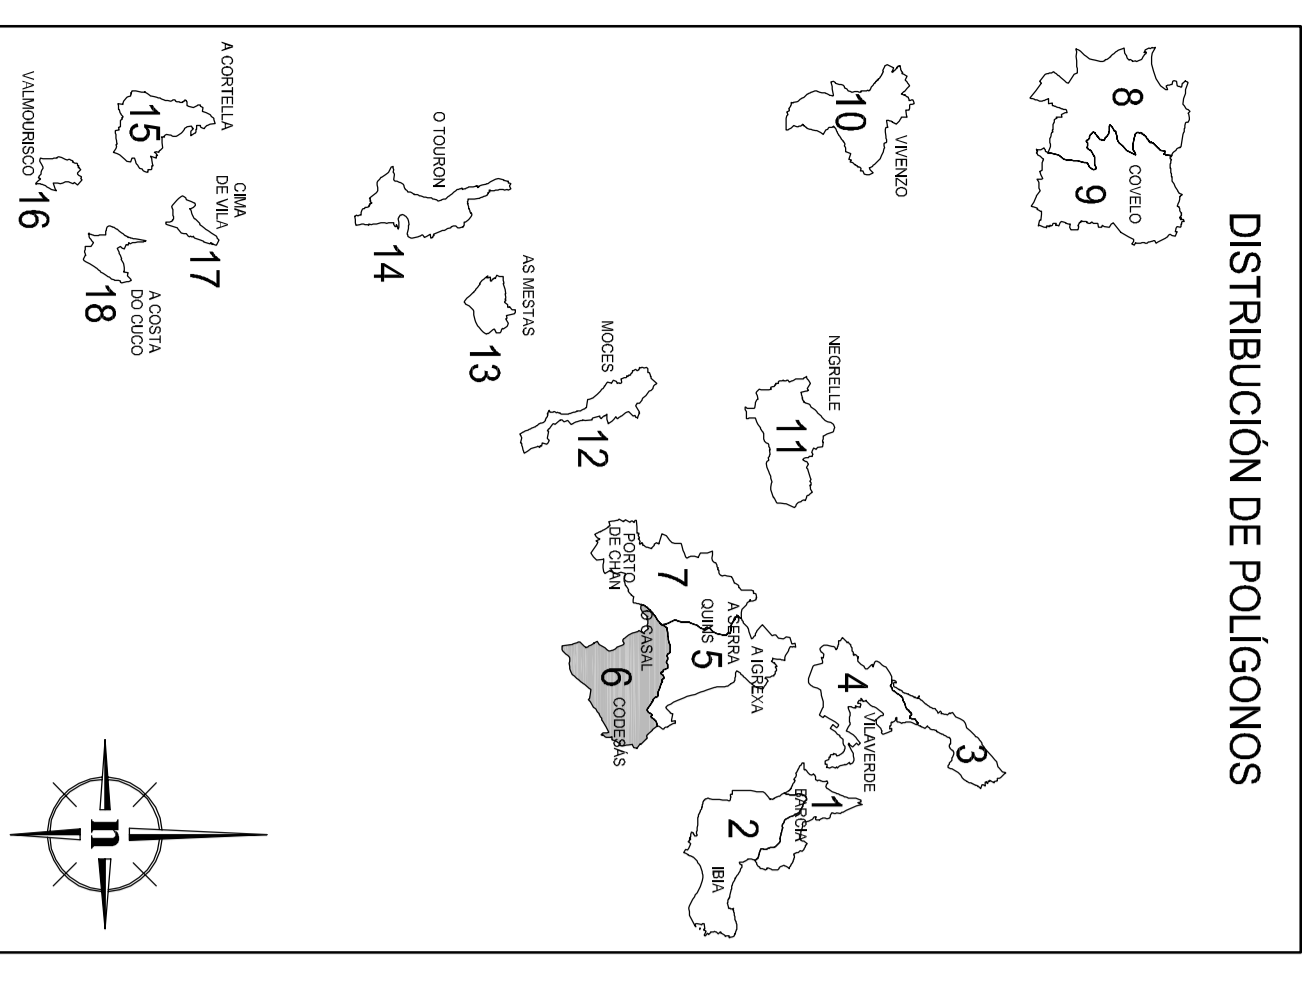 DISTRIBUCIÓN DE POLÍGONOS
8
COVELO
9
VIVENZO
10
NEGRELLE
11
3
4
VILAVERDE
1
BARCIA
2
IBIA
A IGREXA
A SERRA
QUINS
5
7
PORTO
DE CHAN
O CASAL
6
CODESÁS
MOCES
12
AS MESTAS
13
O TOURON
14
A CORTELLA
15
CIMA
DE VILA
17
VALMOURISCO
16
A COSTA
DO CUCO
18
n